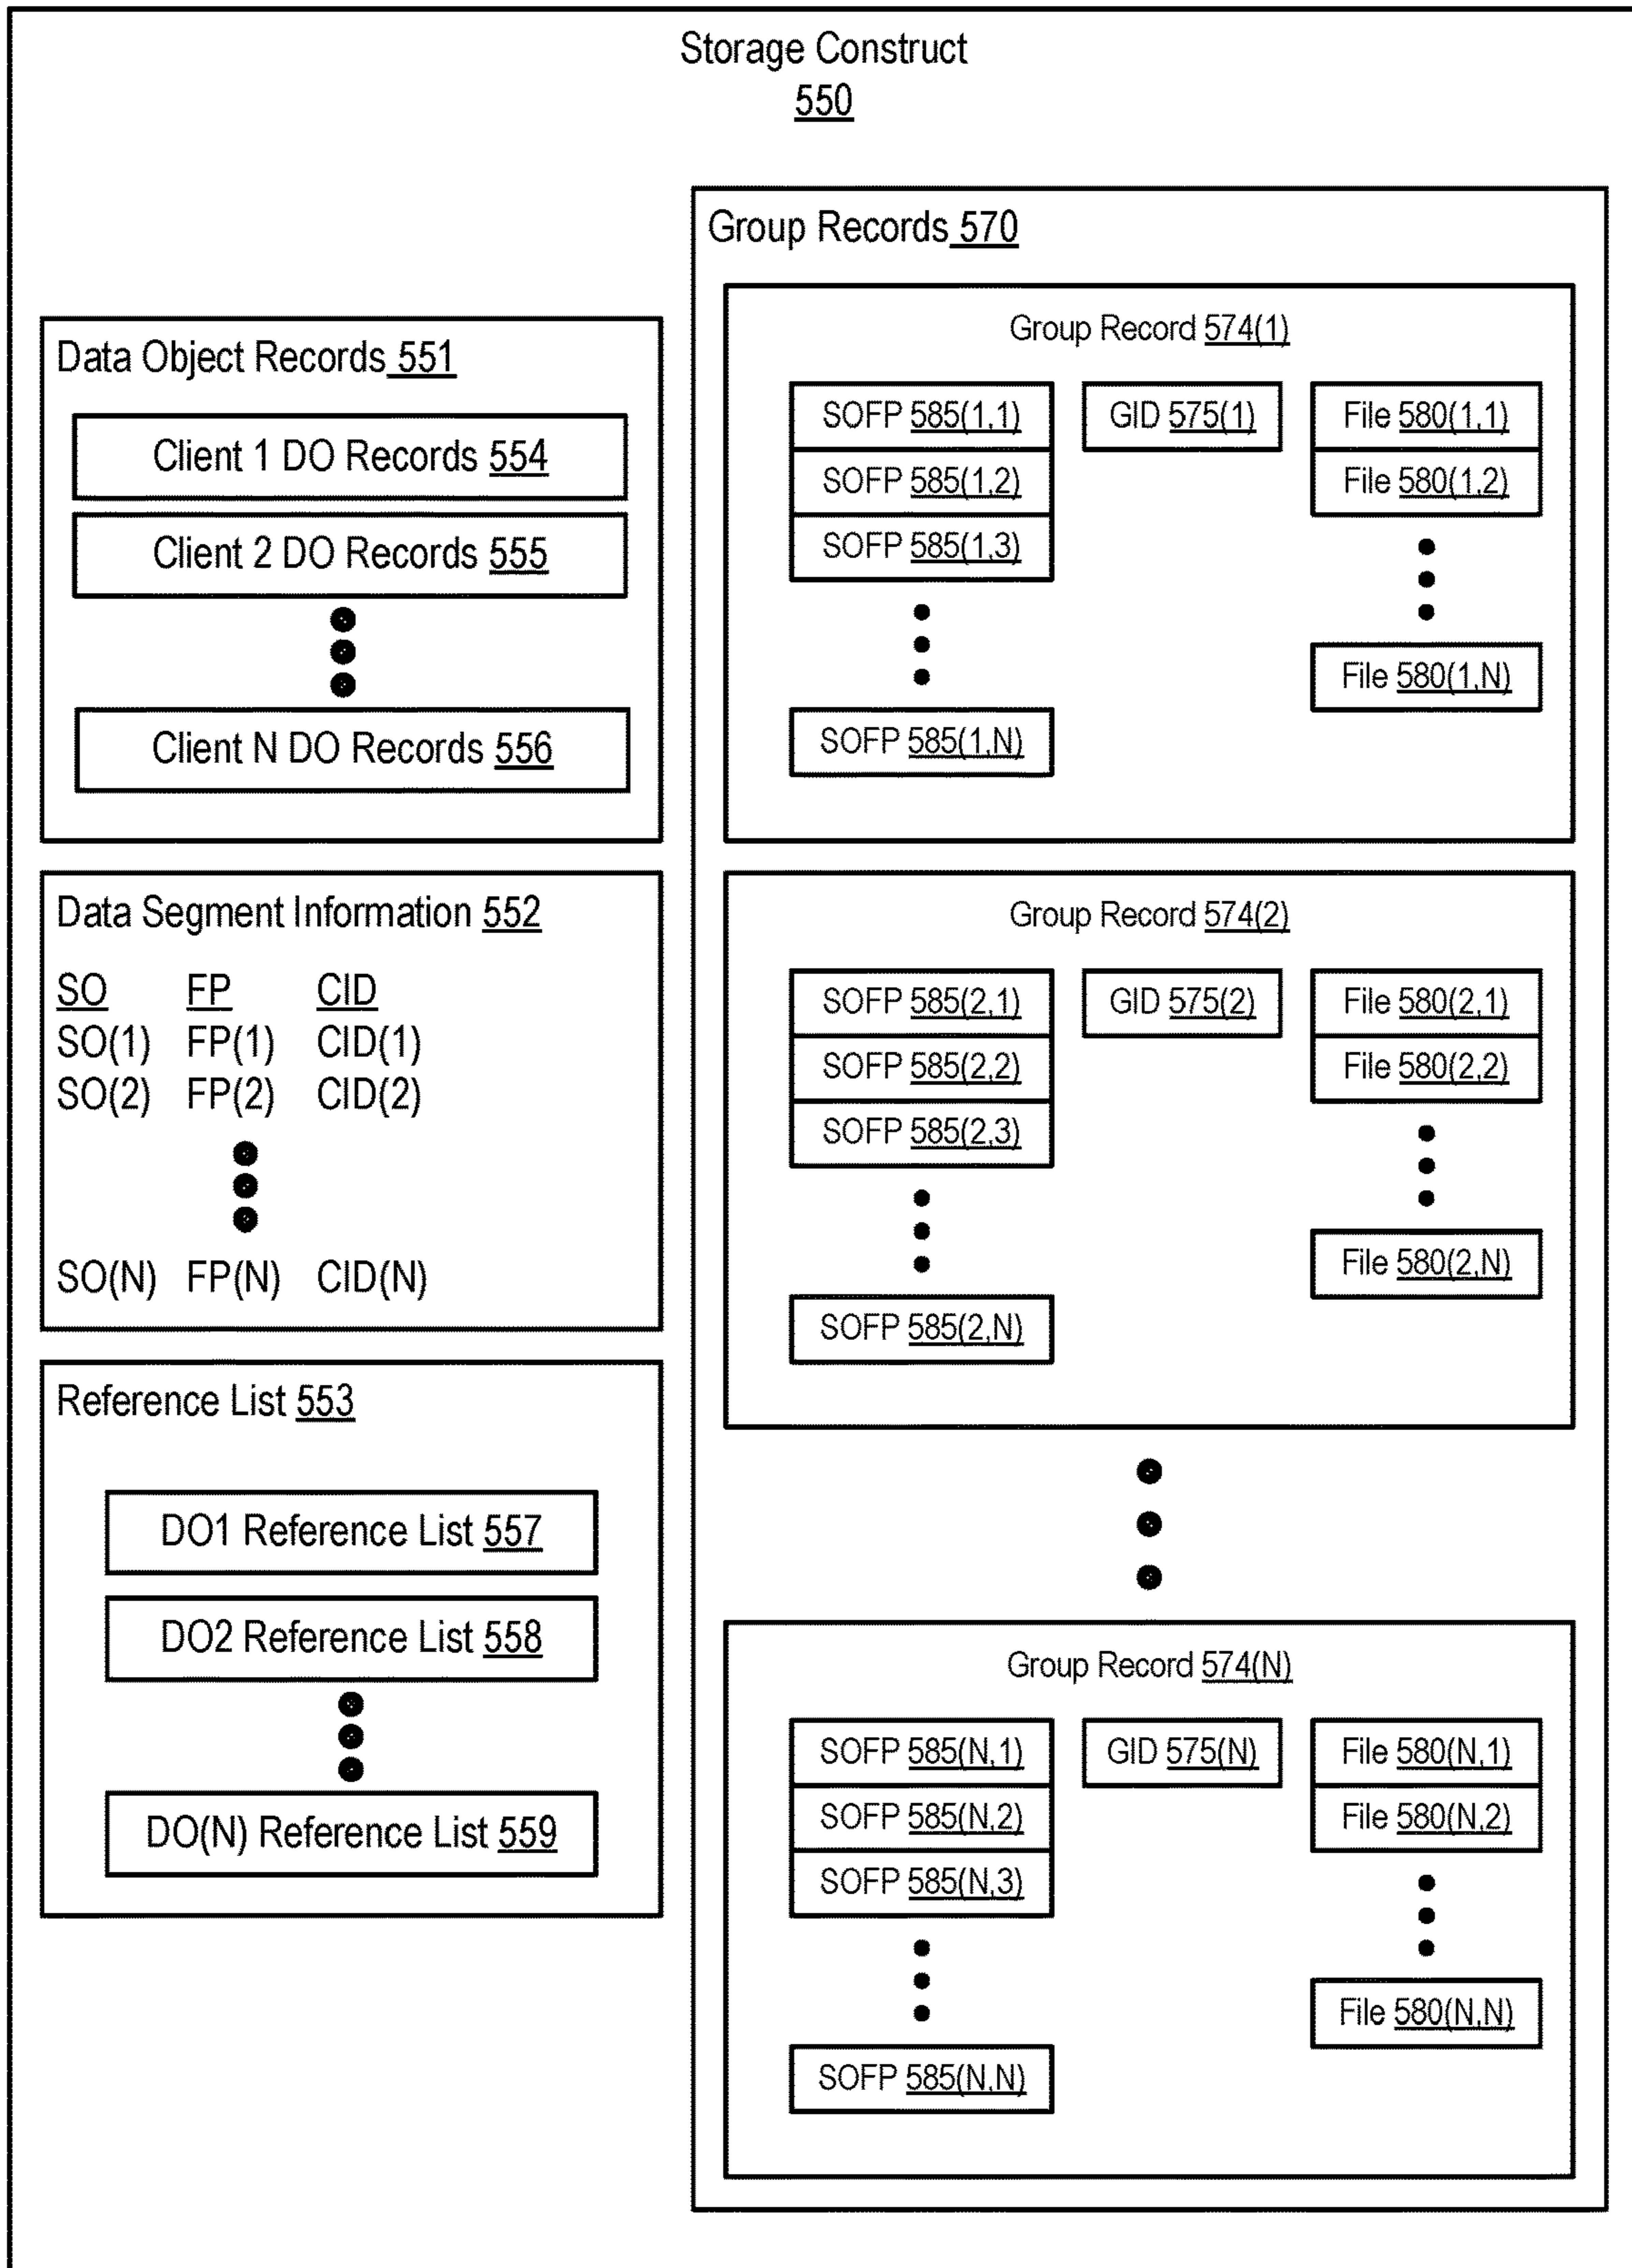 Storage Construct
550
Data Object Records 551
Client 1 DO Records 554
Client 2 DO Records 555
Client N DO Records 556
Data Segment Information 552
SO FP CID
SO(1) FP(1) CID(1)
SO(2) FP(2) CID(2)
SO(N) FP(N) CID(N)
Reference List 553
DO1 Reference List 557
DO2 Reference List 558
DO(N) Reference List 559
Group Records 570
Group Record 574(1)
SOFP 585(1,1) GID 575(1) File 580(1,1)
SOFP 585(1,2) File 580(1,2)
SOFP 585(1,3)
File 580(1,N)
SOFP 585(1,N)
Group Record 574(2)
SOFP 585(2,1) GID 575(2) File 580(2,1)
SOFP 585(2,2) File 580(2,2)
SOFP 585(2,3)
File 580(2,N)
SOFP 585(2,N)
Group Record 574(N)
SOFP 585(N,1) GID 575(N) File 580(N,1)
SOFP 585(N,2) File 580(N,2)
SOFP 585(N,3)
File 580(N,N)
SOFP 585(N,N)